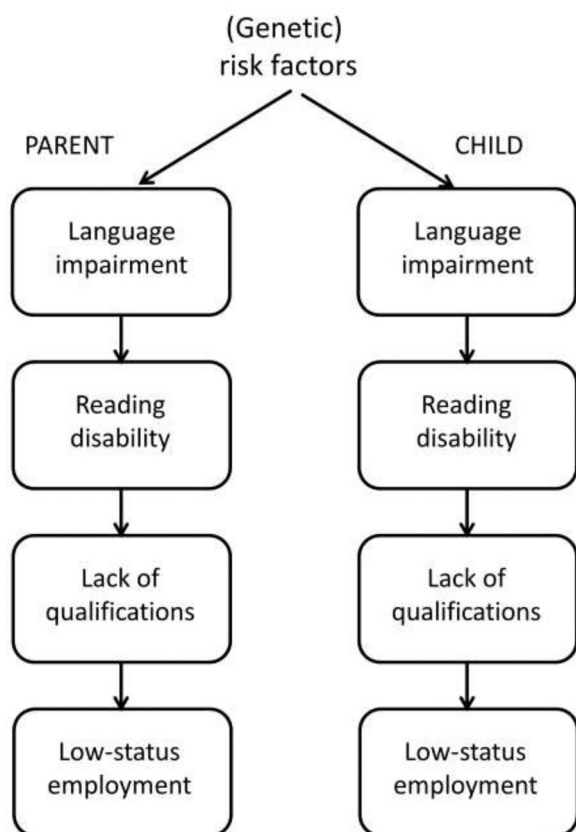 (Genetic)
risk factors
PARENT
CHILD
Language
impairment
Language
impairment
Reading
disability
Reading
disability
Lack of
qualifications
Lack of
qualifications
Low-status
employment
Low-status
employment